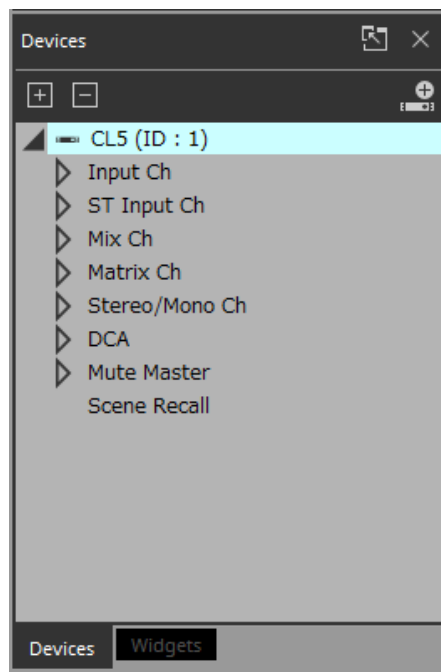 Devices
CL5 (ID : 1)
Input Ch
ST Input Ch
Mix Ch
Matrix Ch
Stereo/Mono Ch
DCA
Mute Master
Scene Recall
Devices
Widgets